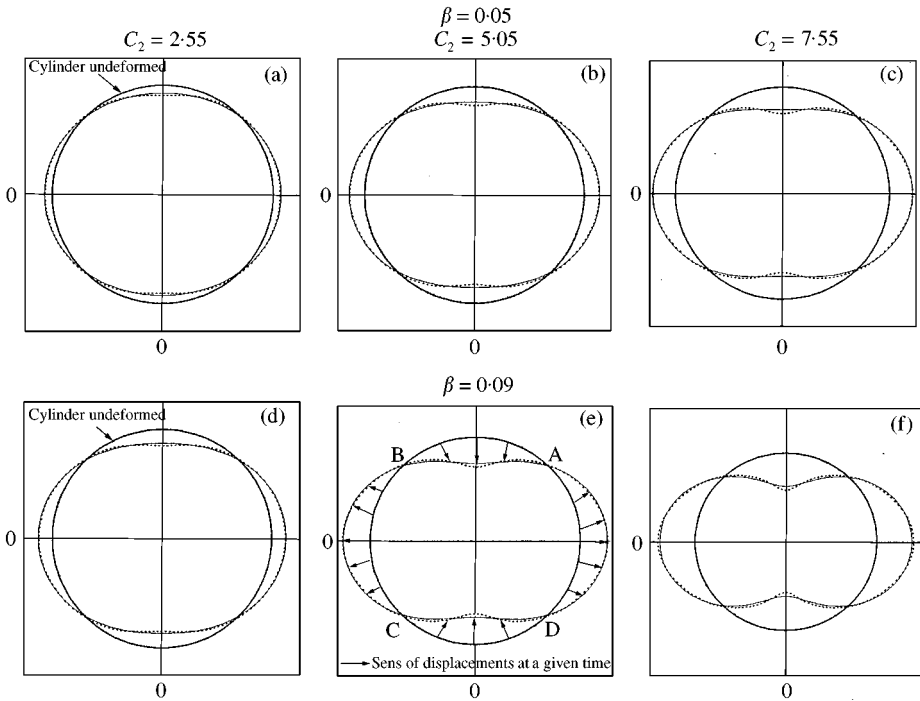 β = 0·05
C₂ = 2·55 C₂ = 5·05 C₂ = 7·55
Cylinder undeformed (a) (b) (c)
0 0 0
0 0 0
β = 0·09
Cylinder undeformed (d) (e) (f)
B A
0 0 0
C D
Sens of displacements at a given time
0 0 0